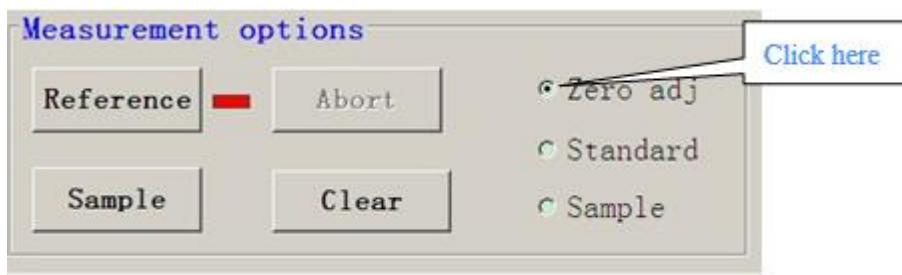 Measurement options
Click here
Reference
Abort
Zero adj
Standard
Sample
Clear
Sample